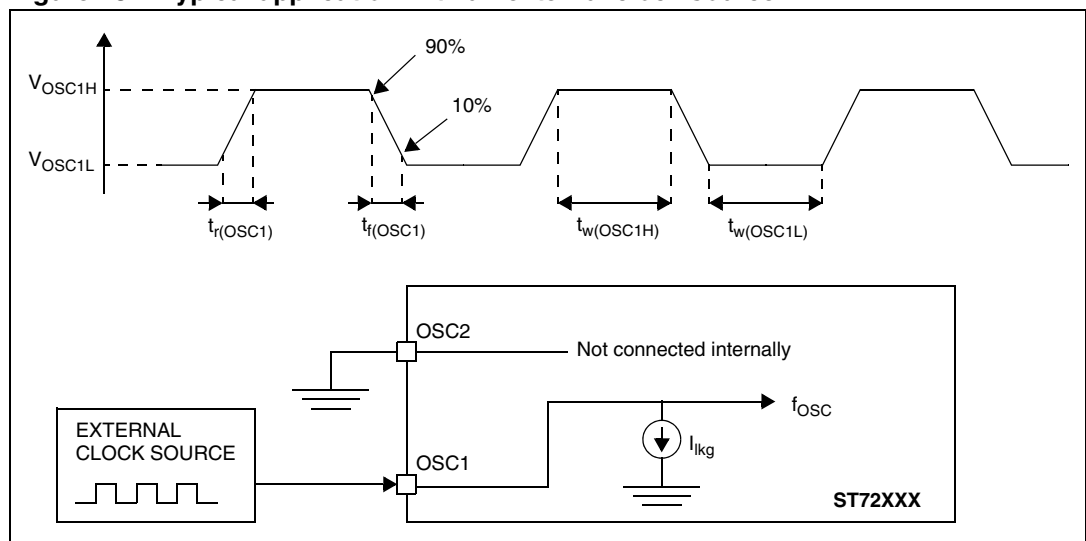 90%
V_OSC1H
10%
V_OSC1L
t_r(OSC1)
t_f(OSC1)
t_w(OSC1H)
t_w(OSC1L)
OSC2
Not connected internally
f_OSC
EXTERNAL
CLOCK SOURCE
I_lkg
OSC1
ST72XXX